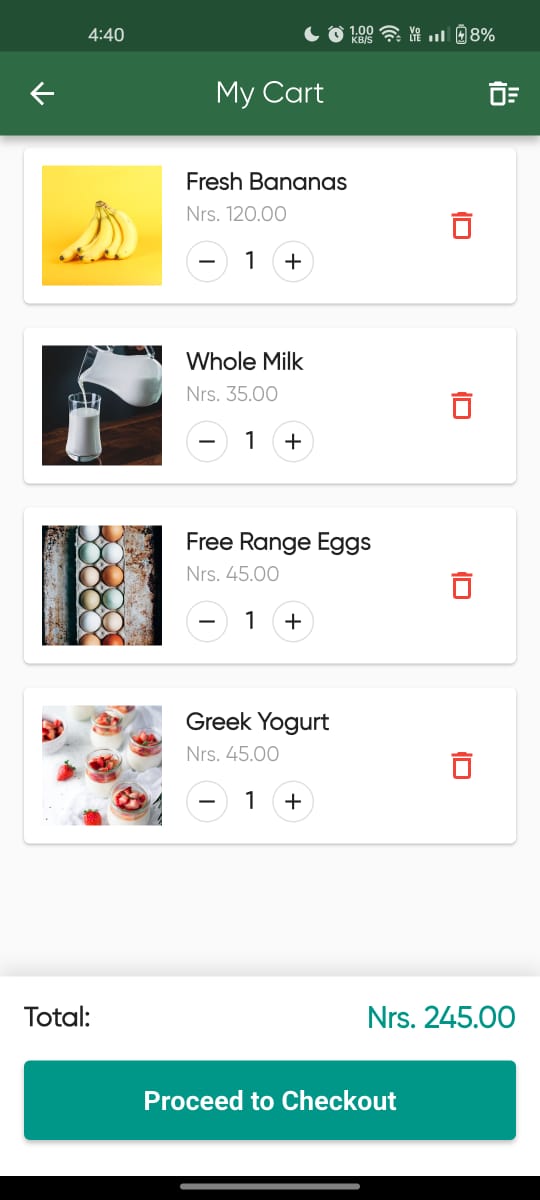 4:40 1.00 KB/S Vo LTE 8%
My Cart
Fresh Bananas
Nrs. 120.00
1
Whole Milk
Nrs. 35.00
1
Free Range Eggs
Nrs. 45.00
1
Greek Yogurt
Nrs. 45.00
1
Total: Nrs. 245.00
Proceed to Checkout